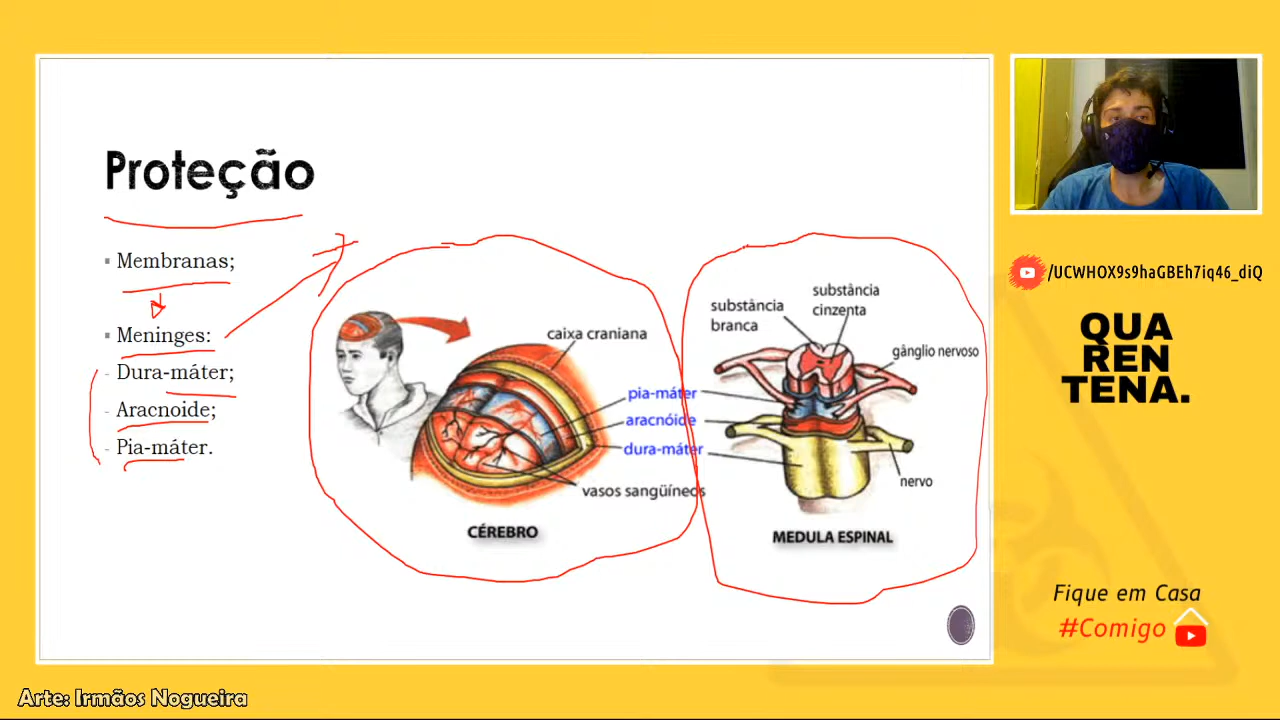 Proteção
Membranas;
Meninges:
- Dura-máter;
- Aracnoide;
- Pia-máter.
caixa craniana
pia-máter
aracnóide
dura-máter
vasos sangüíneos
CÉREBRO
substância
branca
substância
cinzenta
gânglio nervoso
nervo
MEDULA ESPINAL
/UCWHOX9s9haGBEh7iq46_diQ
QUA
REN
TENA.
Fique em Casa
#Comigo
Arte: Irmãos Nogueira